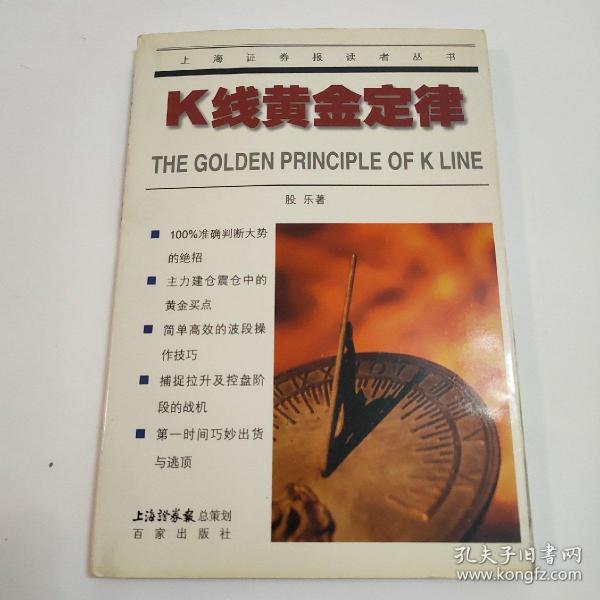 上海证券报读者丛书
K线黄金定律
THE GOLDEN PRINCIPLE OF K LINE
股 乐著
■ 100%准确判断大势
的绝招
■ 主力建仓震仓中的
黄金买点
■ 简单高效的波段操
作技巧
■ 捕捉拉升及控盘阶
段的战机
■ 第一时间巧妙出货
与逃顶
上海證券報 总策划
百家出版社
孔夫子旧书网
www.kongfz.com